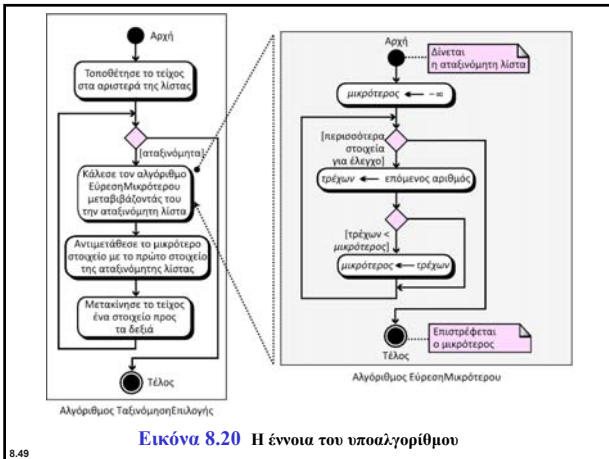 Αρχή
Τοποθέτησε το τείχος
στα αριστερά της λίστας
[αταξινόμητα]
Κάλεσε τον αλγόριθμο
ΕύρεσηΜικρότερου
μεταβιβάζοντάς του
την αταξινόμητη λίστα
Αντιμετάθεσε το μικρότερο
στοιχείο με το πρώτο στοιχείο
της αταξινόμητης λίστας
Μετακίνησε το τείχος
ένα στοιχείο προς
τα δεξιά
Τέλος
Αλγόριθμος ΤαξινόμησηΕπιλογής
Αρχή
Δίνεται
η αταξινόμητη λίστα
μικρότερος ← −∞
[περισσότερα
στοιχεία
για έλεγχο]
τρέχων ← επόμενος αριθμός
[τρέχων <
μικρότερος]
μικρότερος ← τρέχων
Επιστρέφεται
ο μικρότερος
Τέλος
Αλγόριθμος ΕύρεσηΜικρότερου
Εικόνα 8.20 Η έννοια του υποαλγορίθμου
8.49